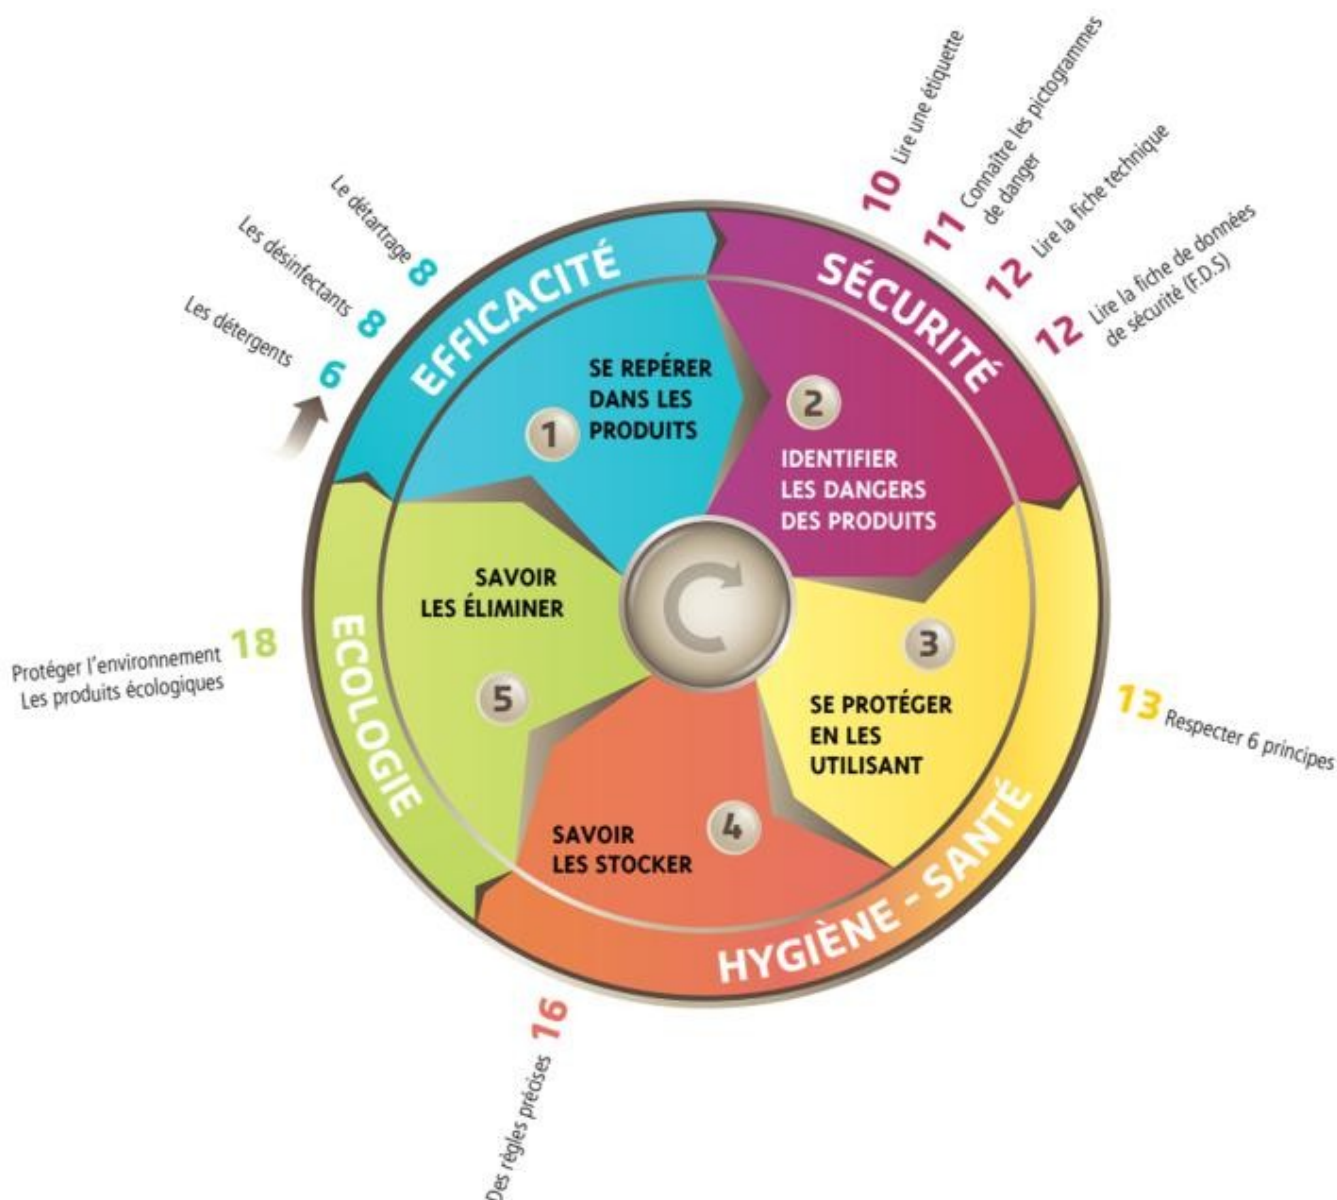 Les détergents
6
Les désinfectants
8
Le détartrage
8
10
Lire une étiquette
11
Connaître les pictogrammes
de danger
12
Lire la fiche technique
12
Lire la fiche de données
de sécurité (F.D.S)
EFFICACITÉ
1
SE REPÉRER
DANS LES
PRODUITS
SÉCURITÉ
2
IDENTIFIER
LES DANGERS
DES PRODUITS
3
SE PROTÉGER
EN LES
UTILISANT
13
Respecter 6 principes
HYGIÈNE - SANTÉ
4
SAVOIR
LES STOCKER
16
Des règles précises
ECOLOGIE
5
SAVOIR
LES ÉLIMINER
18
Protéger l'environnement
Les produits écologiques